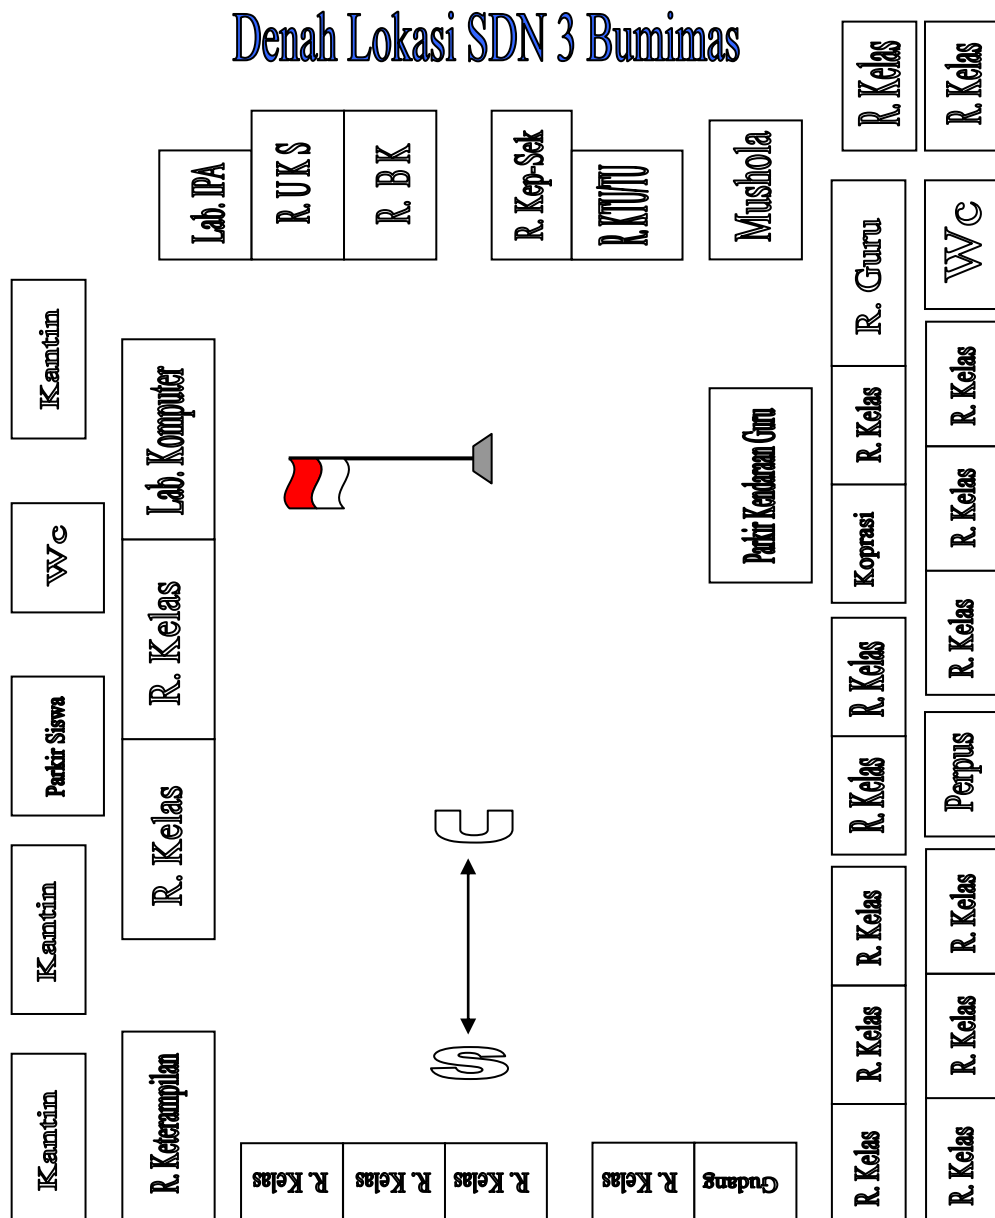 Denah Lokasi SDN 3 Bumimas
R. Kelas
R. Kelas
Lab. IPA
R. U K S
R. B K
R. Kep-Sek
R. KTU/TU
Mushola
R. Guru
Wc
Kantin
Lab. Komputer
Parkir Kendaraan Guru
R. Kelas
R. Kelas
Wc
R. Kelas
Koprasi
R. Kelas
R. Kelas
Parkir Siswa
R. Kelas
R. Kelas
R. Kelas
Perpus
U
Kantin
R. Kelas
R. Kelas
R. Kelas
R. Kelas
S
Kantin
R. Keterampilan
R. Kelas
R. Kelas
R. Kelas
R. Kelas
Gudang
R. Kelas
R. Kelas